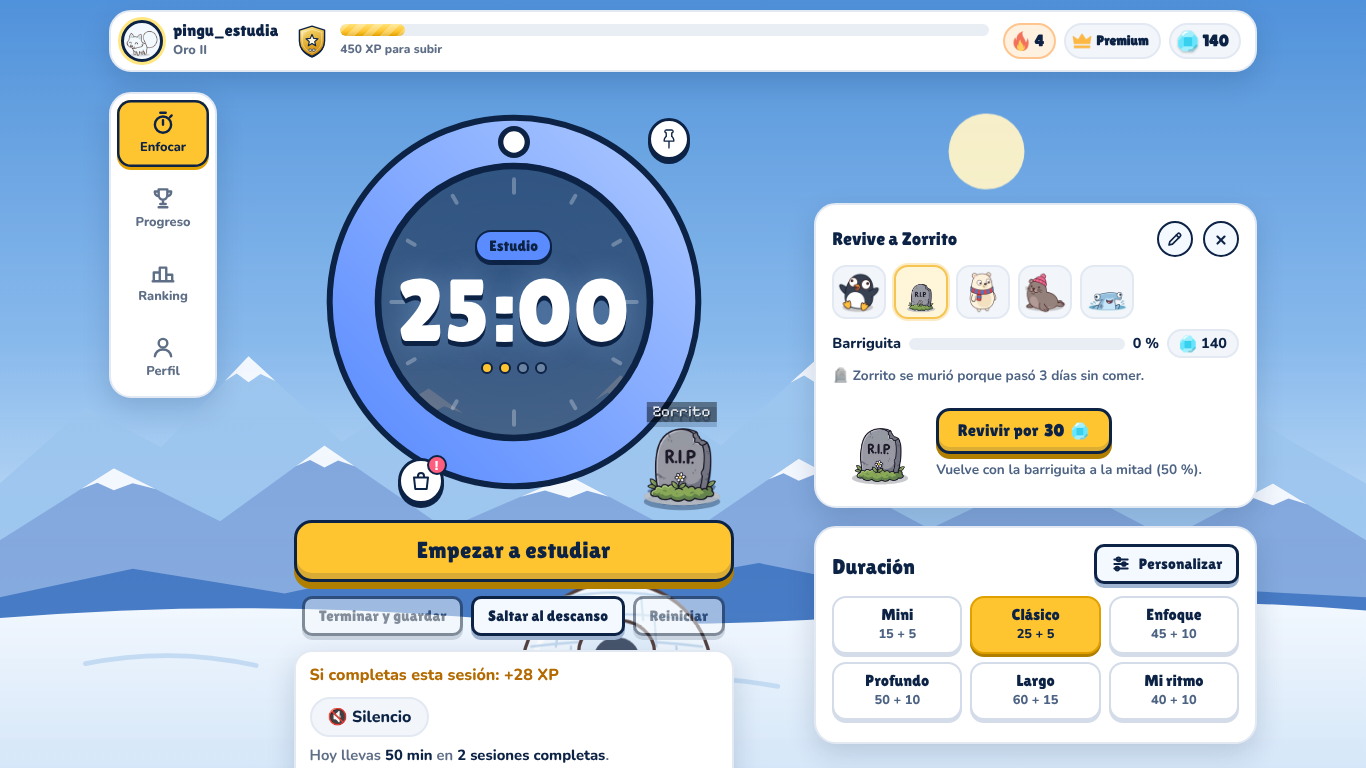 pingu_estudia
Oro II
450 XP para subir
4
Premium
140
Enfocar
Progreso
Ranking
Perfil
Estudio
25:00
Zorrito
R.I.P.
!
Empezar a estudiar
Terminar y guardar
Saltar al descanso
Reiniciar
Si completas esta sesión: +28 XP
Silencio
Hoy llevas 50 min en 2 sesiones completas.
Revive a Zorrito
R.I.P
Barriguita
0 %
140
Zorrito se murió porque pasó 3 días sin comer.
R.I.P.
Revivir por 30
Vuelve con la barriguita a la mitad (50 %).
Duración
Personalizar
Mini
15 + 5
Clásico
25 + 5
Enfoque
45 + 10
Profundo
50 + 10
Largo
60 + 15
Mi ritmo
40 + 10